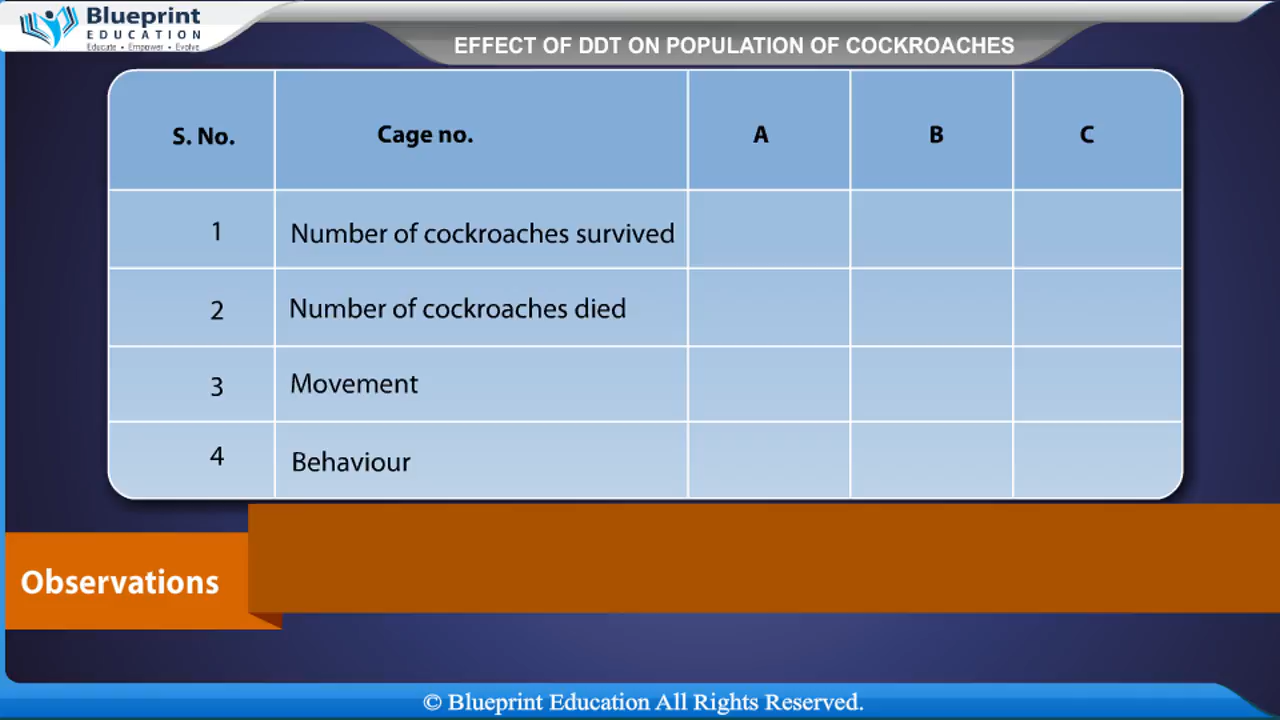 Blueprint
EDUCATION
Educate • Empower • Evolve
EFFECT OF DDT ON POPULATION OF COCKROACHES
S. No. Cage no. A B C
1 Number of cockroaches survived
2 Number of cockroaches died
3 Movement
4 Behaviour
Observations
© Blueprint Education All Rights Reserved.